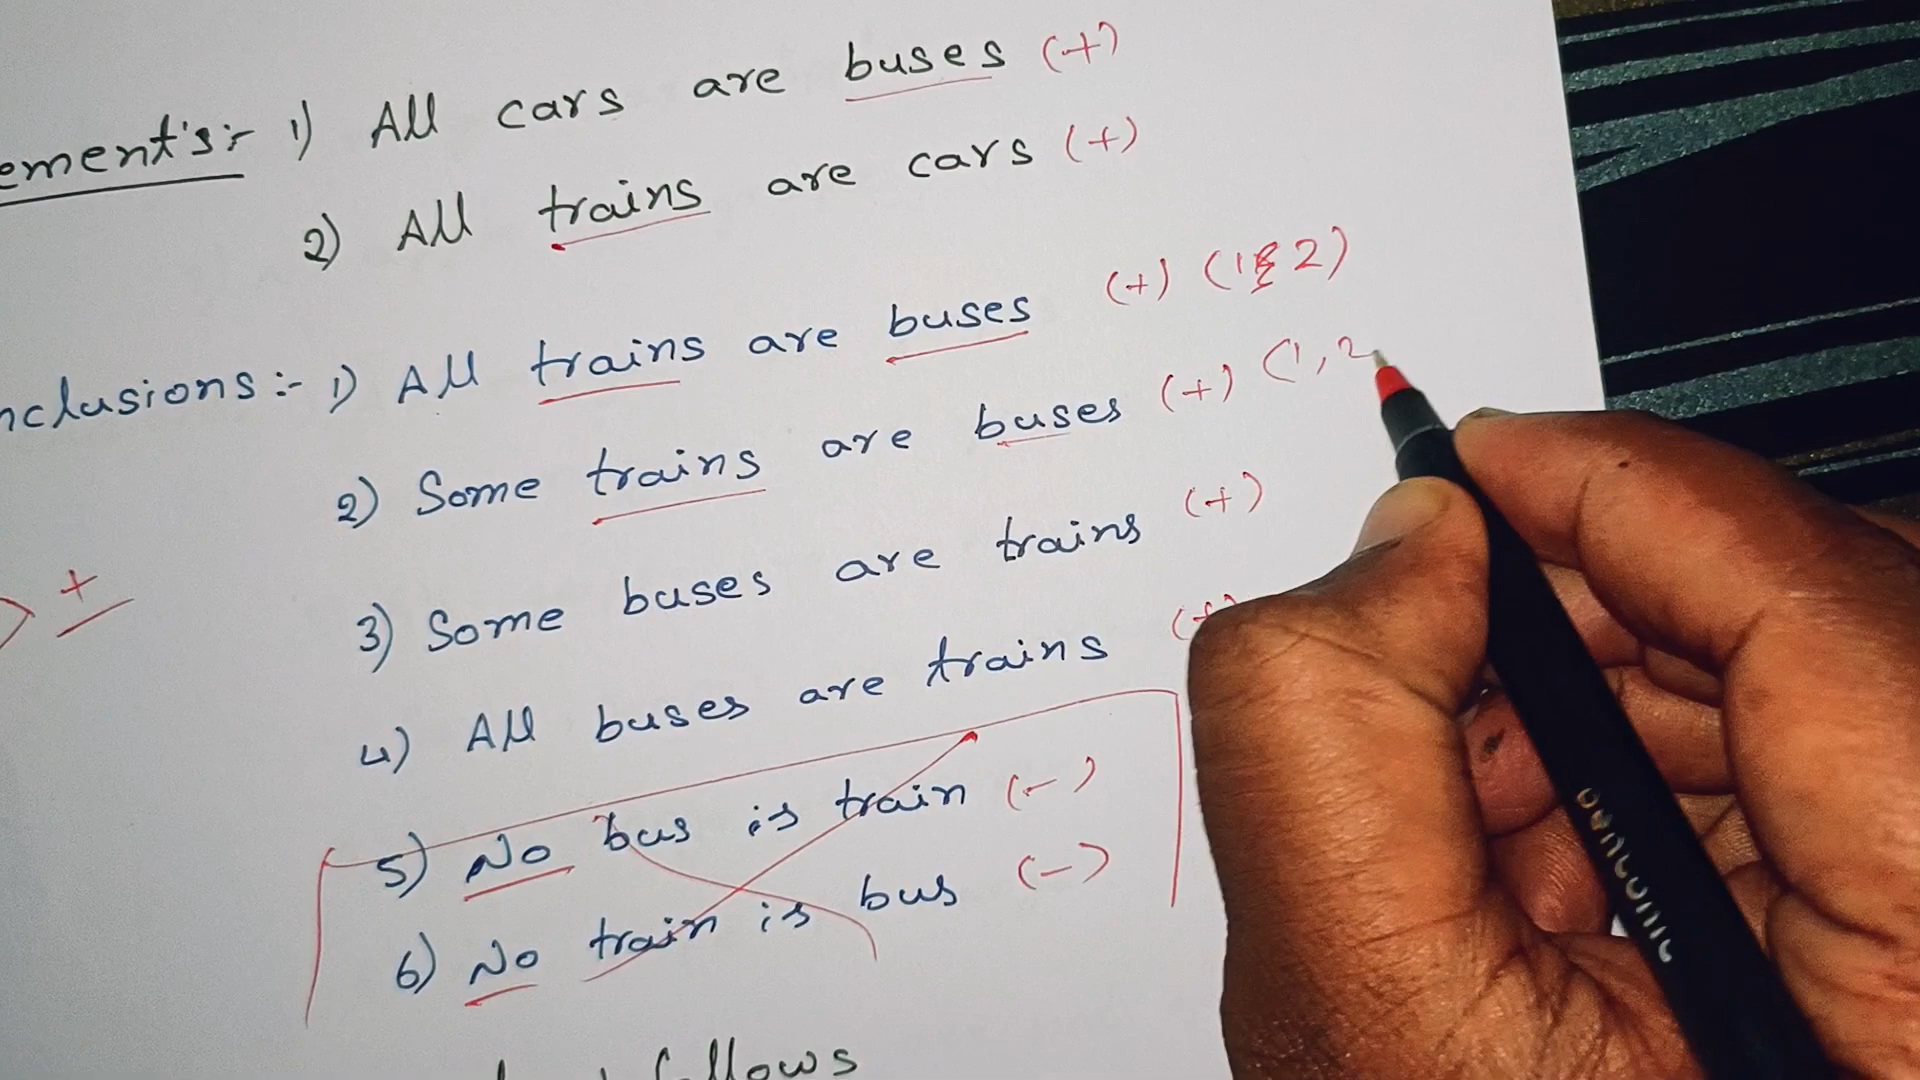 ement's:- 1) All cars are buses (+)
2) All trains are cars (+)
nclusions:- 1) All trains are buses (+) (1 & 2)
2) Some trains are buses (+) (1, 2
3) Some buses are trains (+)
+
4) All buses are trains (+)
5) No bus is train (-)
6) No train is bus (-)
follows
pentonic